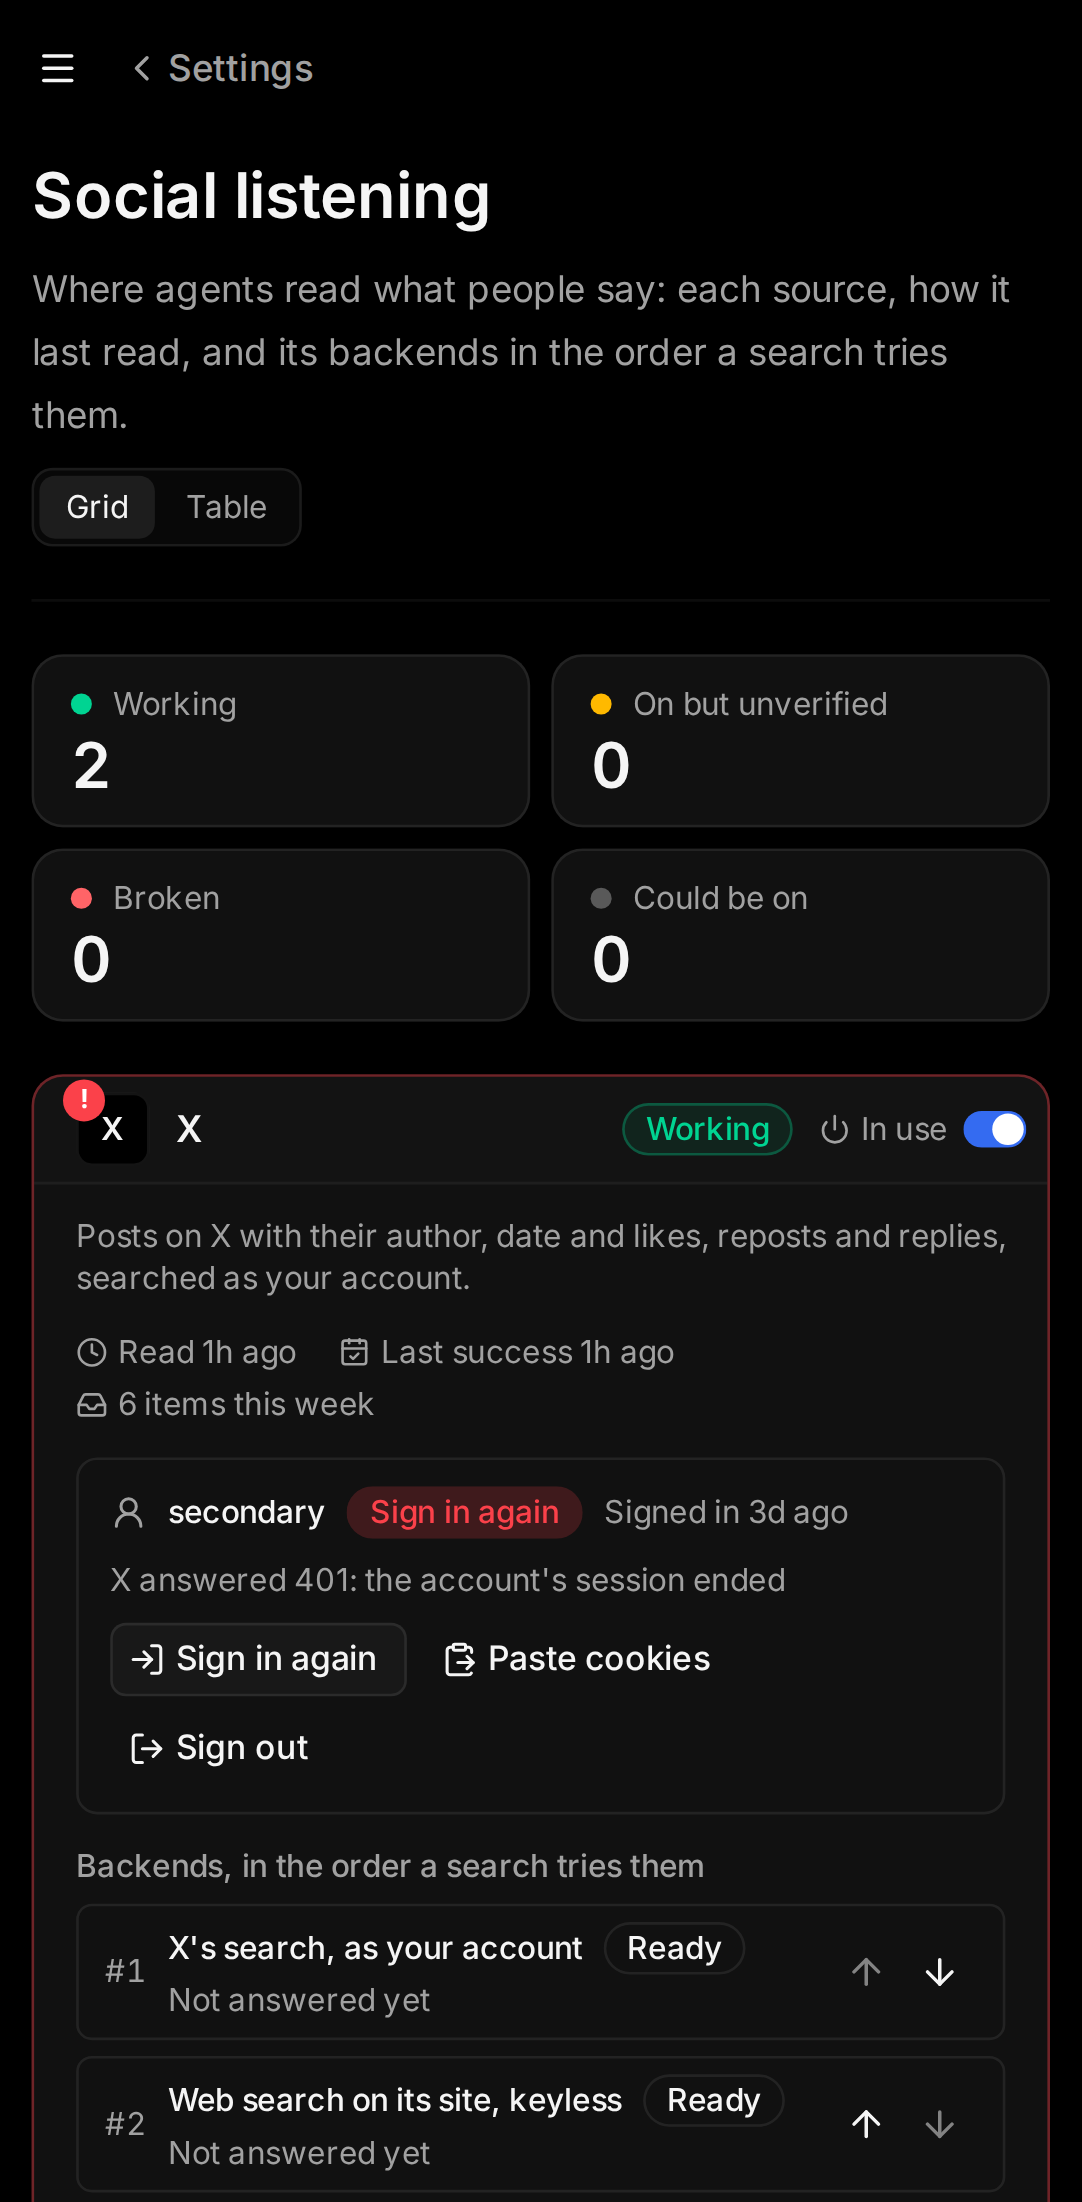 Settings
Social listening
Where agents read what people say: each source, how it
last read, and its backends in the order a search tries
them.
Grid
Table
Working
2
On but unverified
0
Broken
0
Could be on
0
!
X
X
Working
In use
Posts on X with their author, date and likes, reposts and replies,
searched as your account.
Read 1h ago
Last success 1h ago
6 items this week
secondary
Sign in again
Signed in 3d ago
X answered 401: the account's session ended
Sign in again
Paste cookies
Sign out
Backends, in the order a search tries them
#1
X's search, as your account
Ready
Not answered yet
#2
Web search on its site, keyless
Ready
Not answered yet